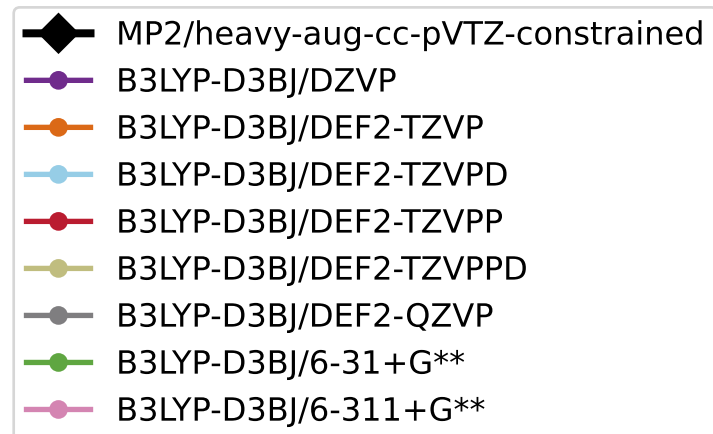 MP2/heavy-aug-cc-pVTZ-constrained
B3LYP-D3BJ/DZVP
B3LYP-D3BJ/DEF2-TZVP
B3LYP-D3BJ/DEF2-TZVPD
B3LYP-D3BJ/DEF2-TZVPP
B3LYP-D3BJ/DEF2-TZVPPD
B3LYP-D3BJ/DEF2-QZVP
B3LYP-D3BJ/6-31+G**
B3LYP-D3BJ/6-311+G**